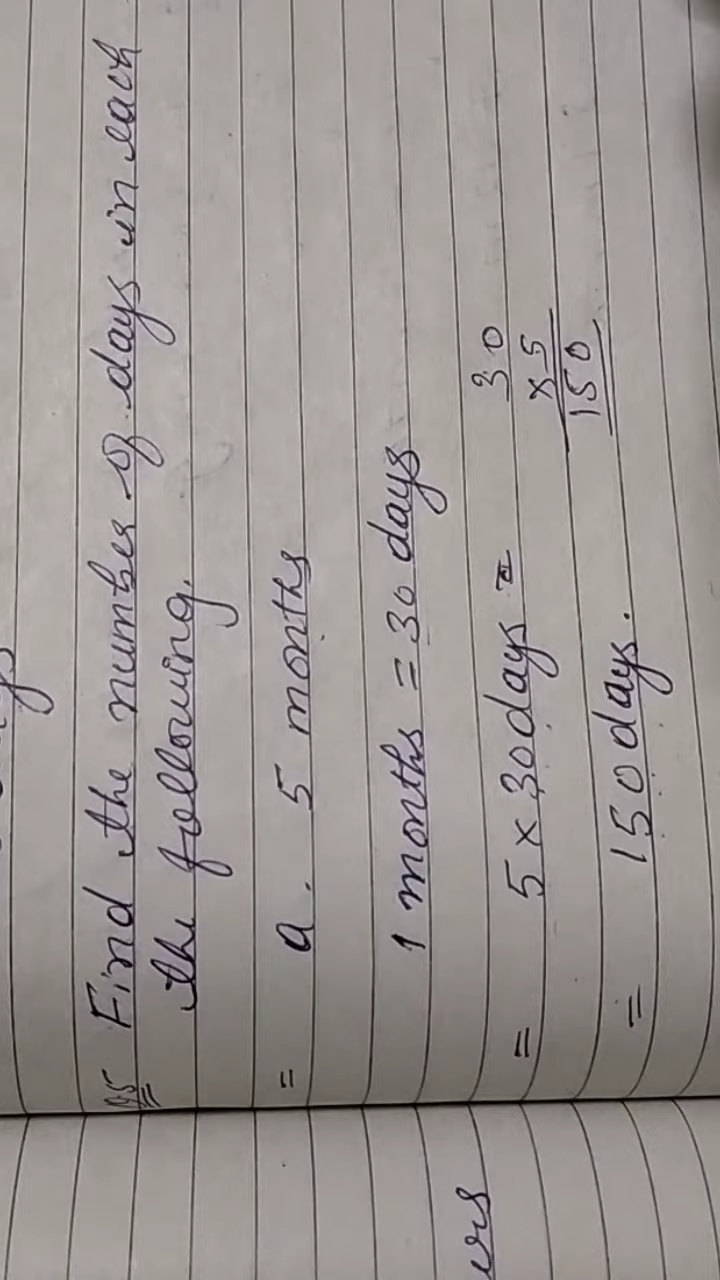 Q5 Find the number of days in each
the following.
= a. 5 months
1 months = 30 days
= 5 x 30 days =
30
x 5
150
= 150 days.